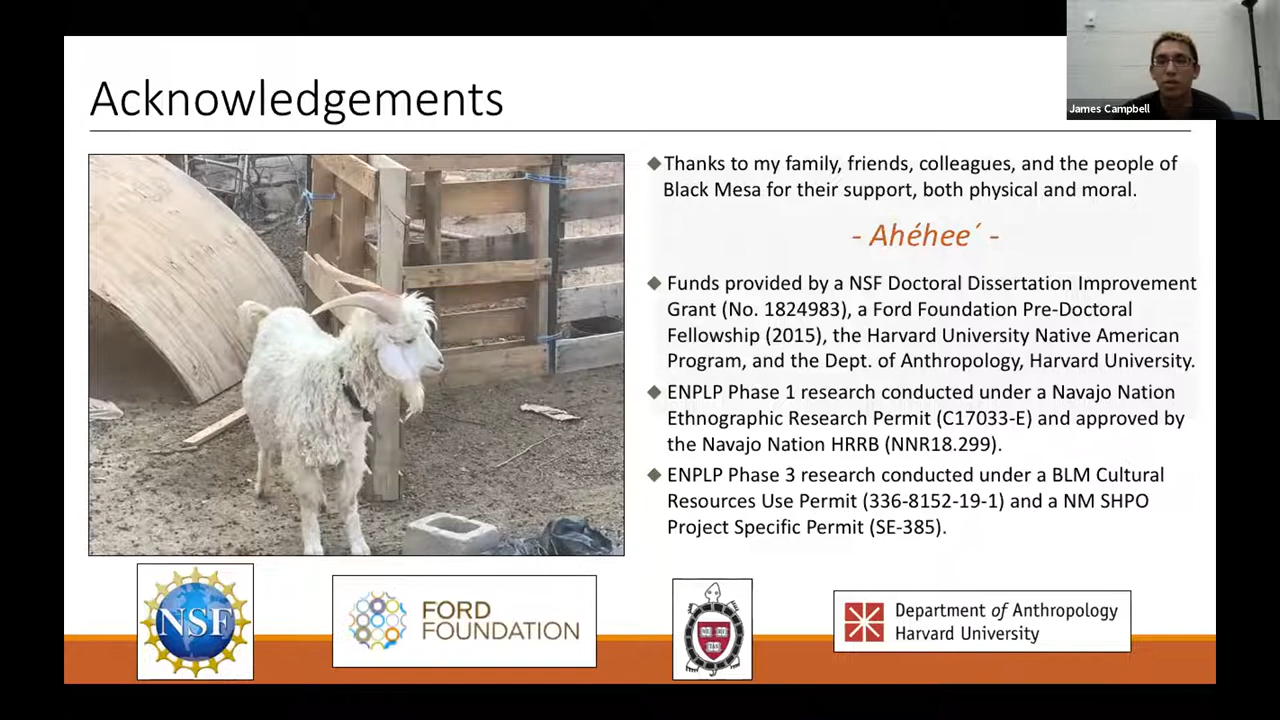 Acknowledgements
James Campbell
◆Thanks to my family, friends, colleagues, and the people of
Black Mesa for their support, both physical and moral.
- Ahéhee´ -
◆ Funds provided by a NSF Doctoral Dissertation Improvement
Grant (No. 1824983), a Ford Foundation Pre-Doctoral
Fellowship (2015), the Harvard University Native American
Program, and the Dept. of Anthropology, Harvard University.
◆ ENPLP Phase 1 research conducted under a Navajo Nation
Ethnographic Research Permit (C17033-E) and approved by
the Navajo Nation HRRB (NNR18.299).
◆ ENPLP Phase 3 research conducted under a BLM Cultural
Resources Use Permit (336-8152-19-1) and a NM SHPO
Project Specific Permit (SE-385).
NSF
FORD
FOUNDATION
Department of Anthropology
Harvard University